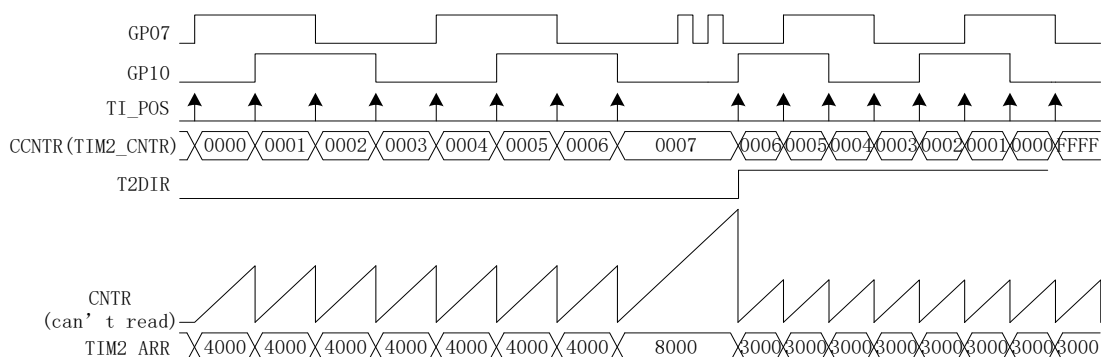 GP07
GP10
TI_POS
CCNTR(TIM2_CNTR) 0000 0001 0002 0003 0004 0005 0006 0007 0006 0005 0004 0003 0002 0001 0000 FFFF
T2DIR
CNTR
(can't read)
TIM2_ARR 4000 4000 4000 4000 4000 4000 4000 8000 3000 3000 3000 3000 3000 3000 3000 3000